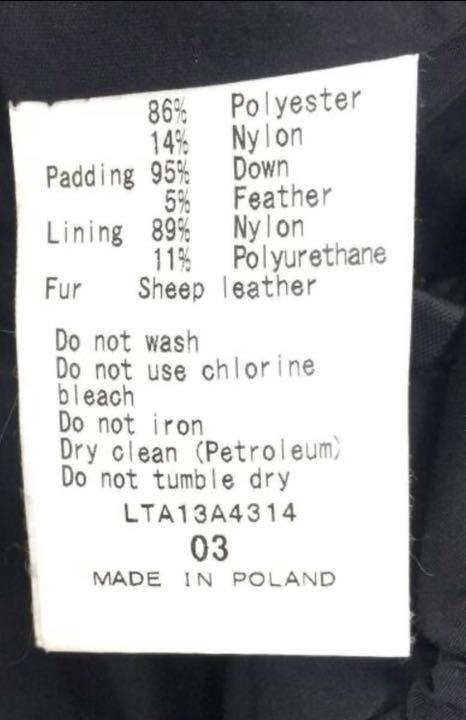 86% Polyester
14% Nylon
Padding 95% Down
5% Feather
Lining 89% Nylon
11% Polyurethane
Fur Sheep leather
Do not wash
Do not use chlorine
bleach
Do not iron
Dry clean (Petroleum)
Do not tumble dry
LTA13A4314
03
MADE IN POLAND